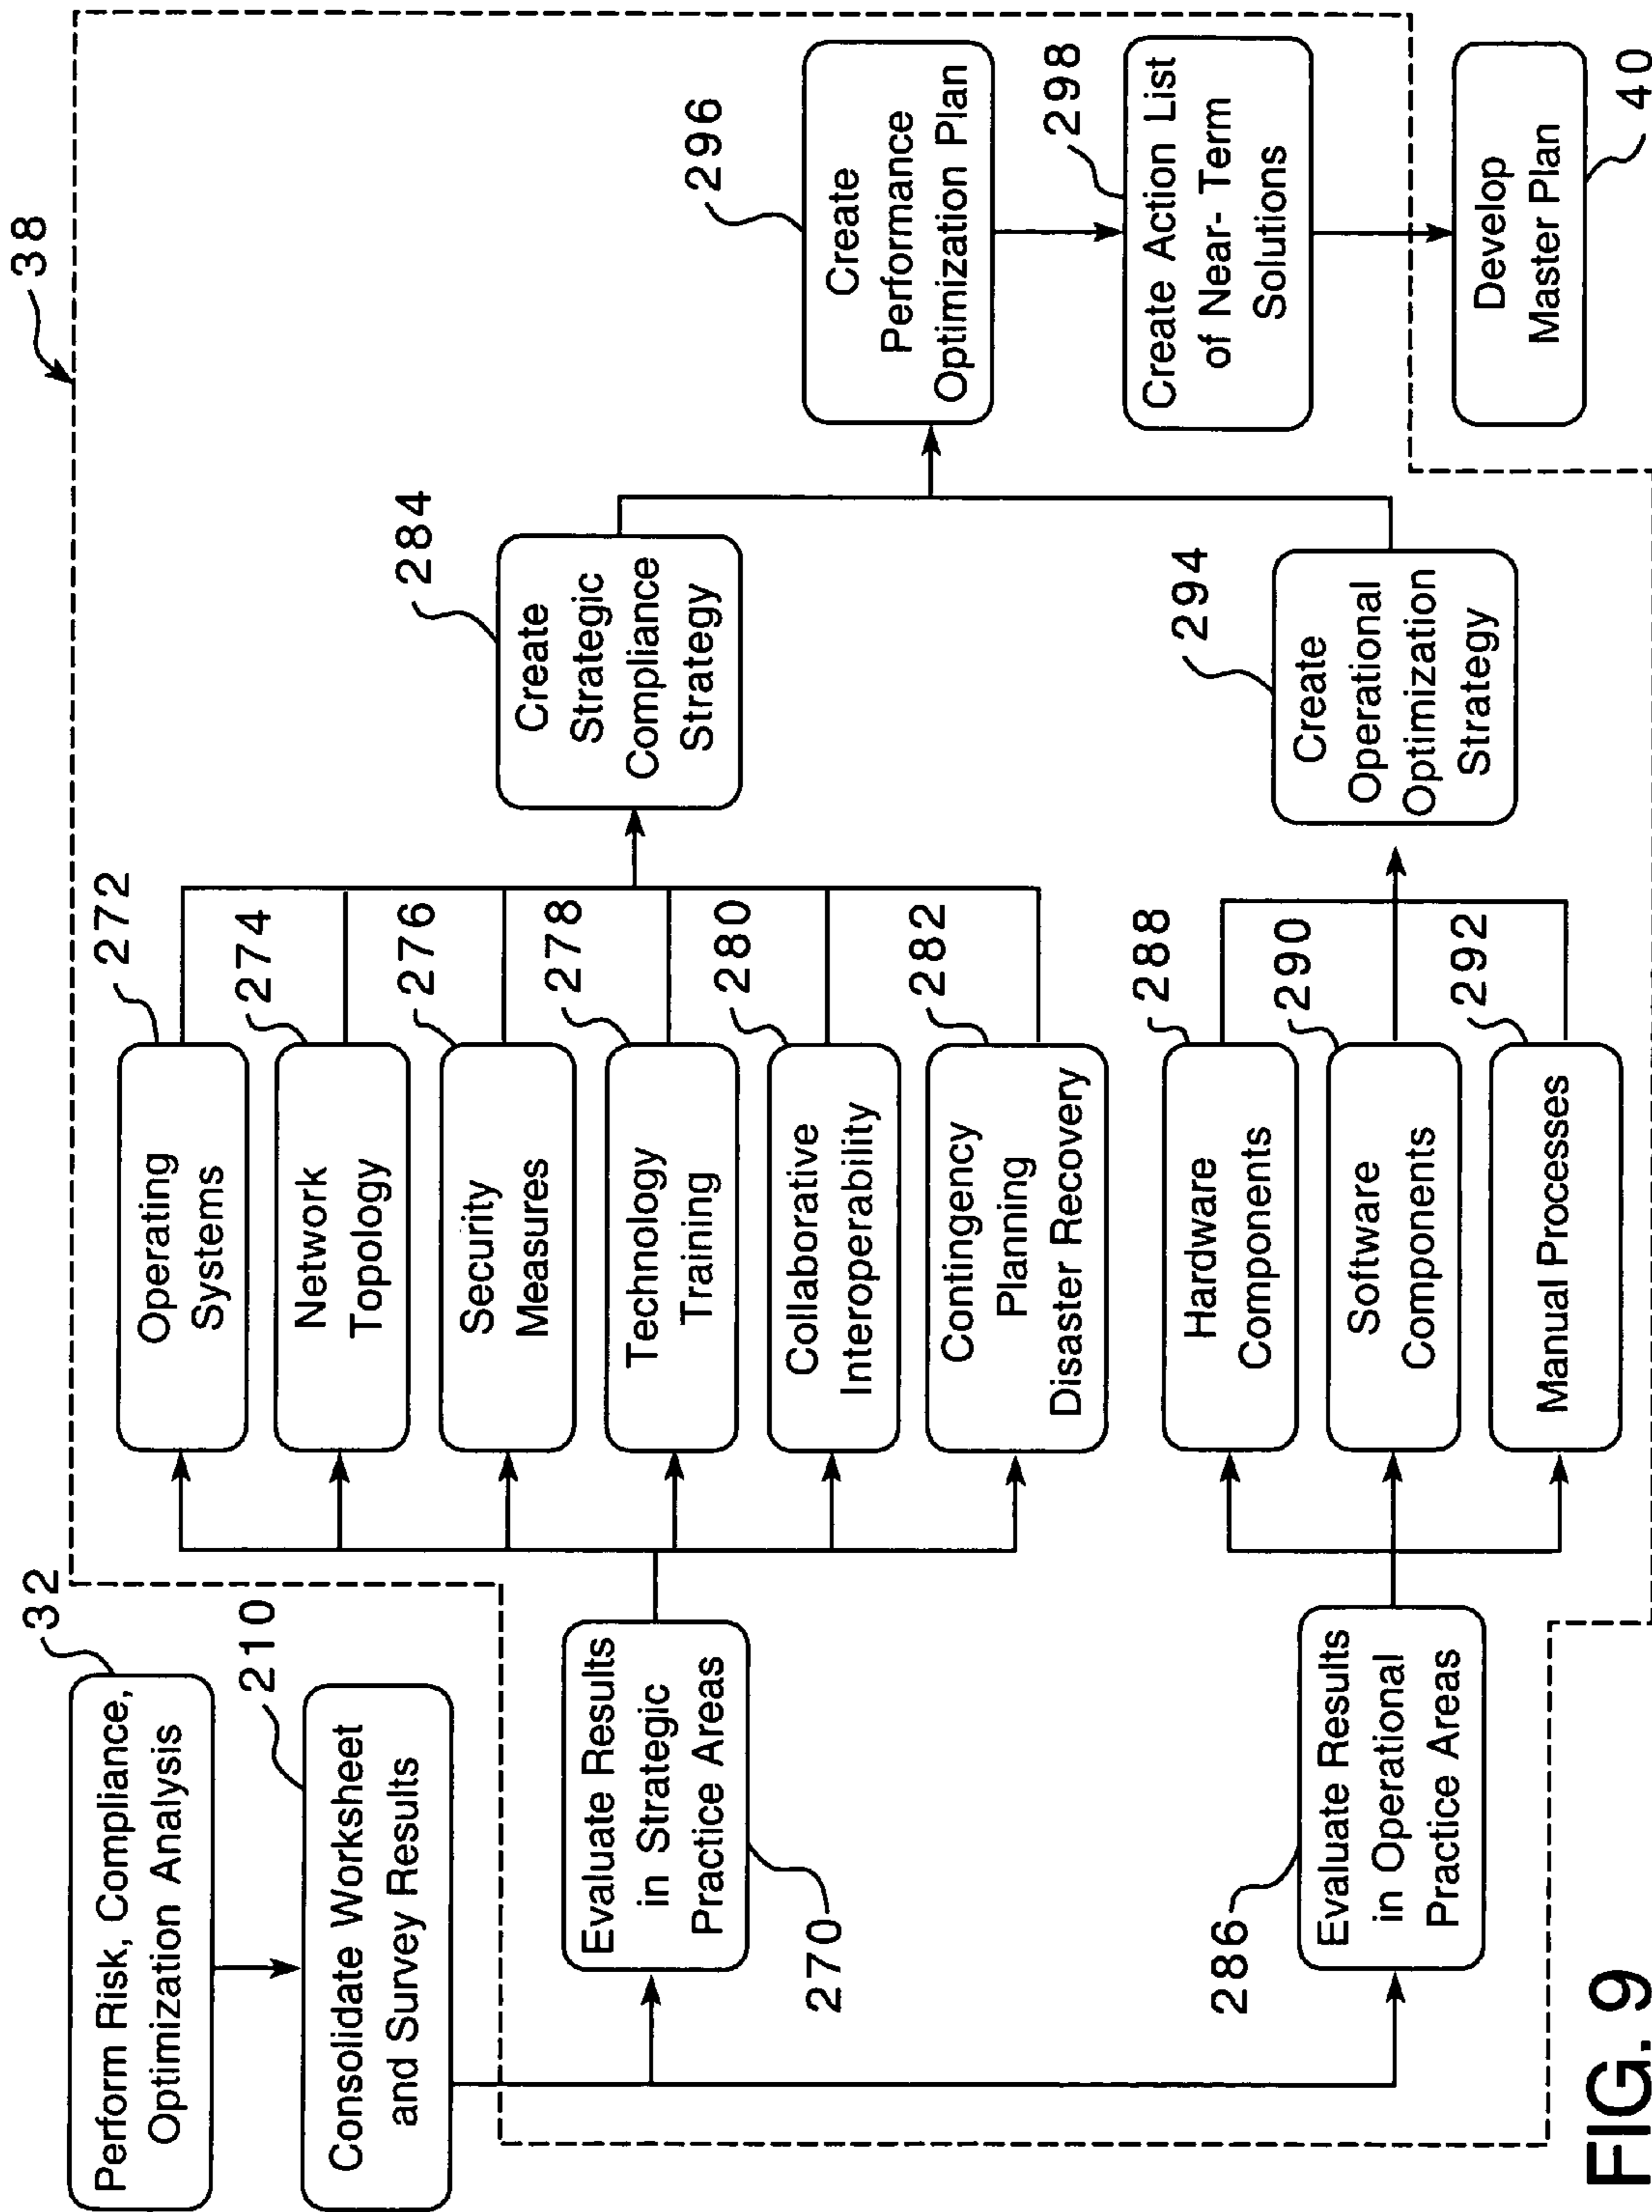 32
Perform Risk, Compliance,
Optimization Analysis
210
Consolidate Worksheet
and Survey Results
38
Evaluate Results
in Strategic
Practice Areas
270
272
Operating
Systems
274
Network
Topology
276
Security
Measures
278
Technology
Training
280
Collaborative
Interoperability
282
Contingency
Planning
Disaster Recovery
284
Create
Strategic
Compliance
Strategy
286
Evaluate Results
in Operational
Practice Areas
288
Hardware
Components
290
Software
Components
292
Manual Processes
294
Create
Operational
Optimization
Strategy
296
Create
Performance
Optimization Plan
298
Create Action List
of Near- Term
Solutions
Develop
Master Plan
40
FIG. 9